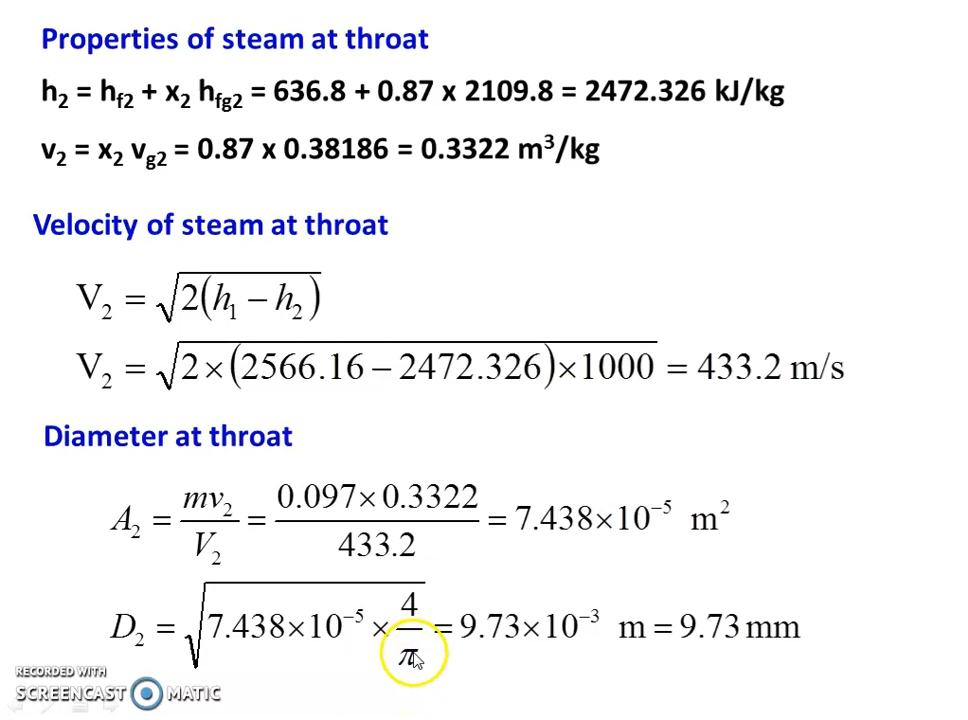 Properties of steam at throat
h₂ = h_f2 + x₂ h_fg2 = 636.8 + 0.87 x 2109.8 = 2472.326 kJ/kg
v₂ = x₂ v_g2 = 0.87 x 0.38186 = 0.3322 m³/kg
Velocity of steam at throat
V₂ = √(2(h₁ − h₂))
V₂ = √(2×(2566.16 − 2472.326)×1000) = 433.2 m/s
Diameter at throat
A₂ = mv₂/V₂ = (0.097×0.3322)/433.2 = 7.438×10⁻⁵ m²
D₂ = √(7.438×10⁻⁵ × 4/π) = 9.73×10⁻³ m = 9.73 mm
RECORDED WITH
SCREENCAST MATIC